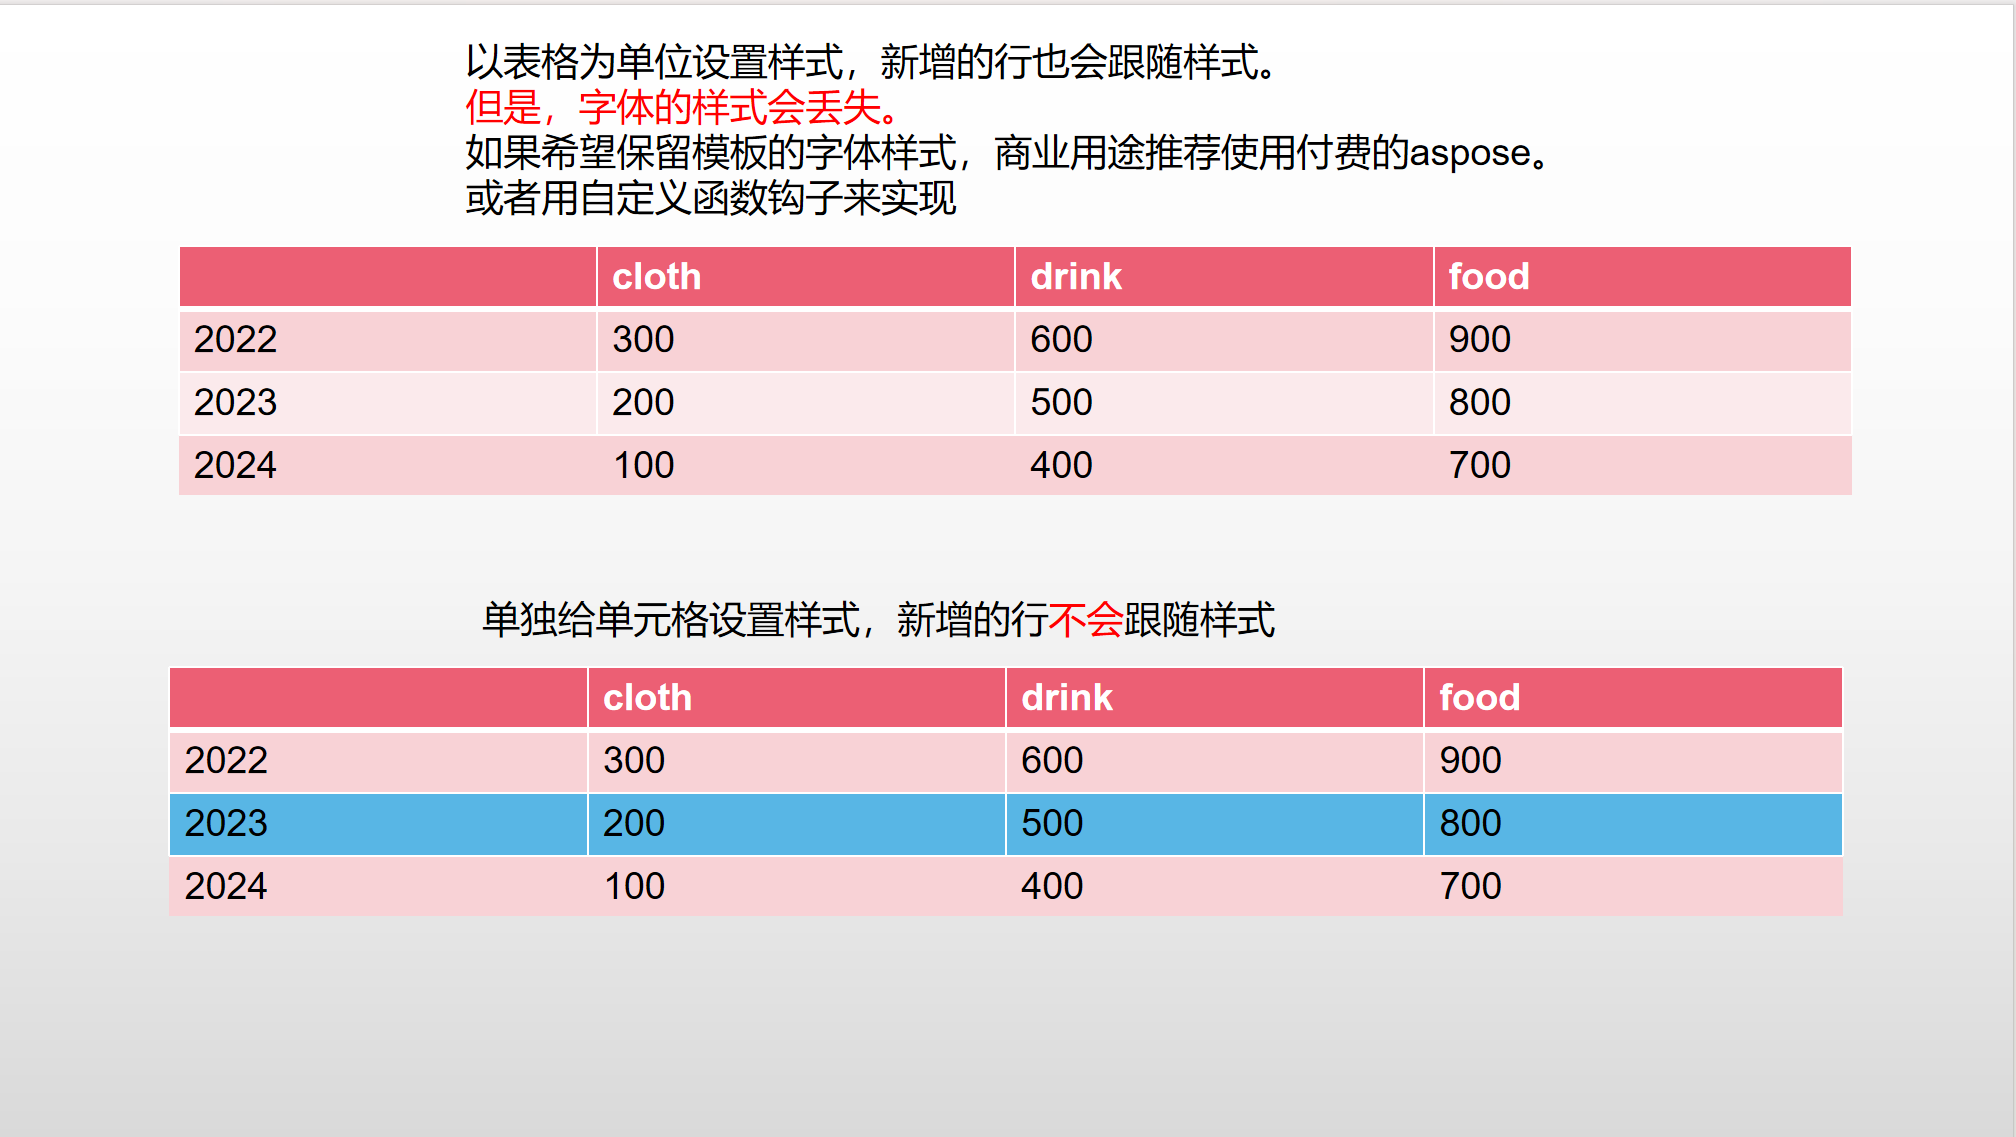 以表格为单位设置样式，新增的行也会跟随样式。
但是，字体的样式会丢失。
如果希望保留模板的字体样式，商业用途推荐使用付费的aspose。
或者用自定义函数钩子来实现
cloth drink food
2022 300 600 900
2023 200 500 800
2024 100 400 700
单独给单元格设置样式，新增的行不会跟随样式
cloth drink food
2022 300 600 900
2023 200 500 800
2024 100 400 700